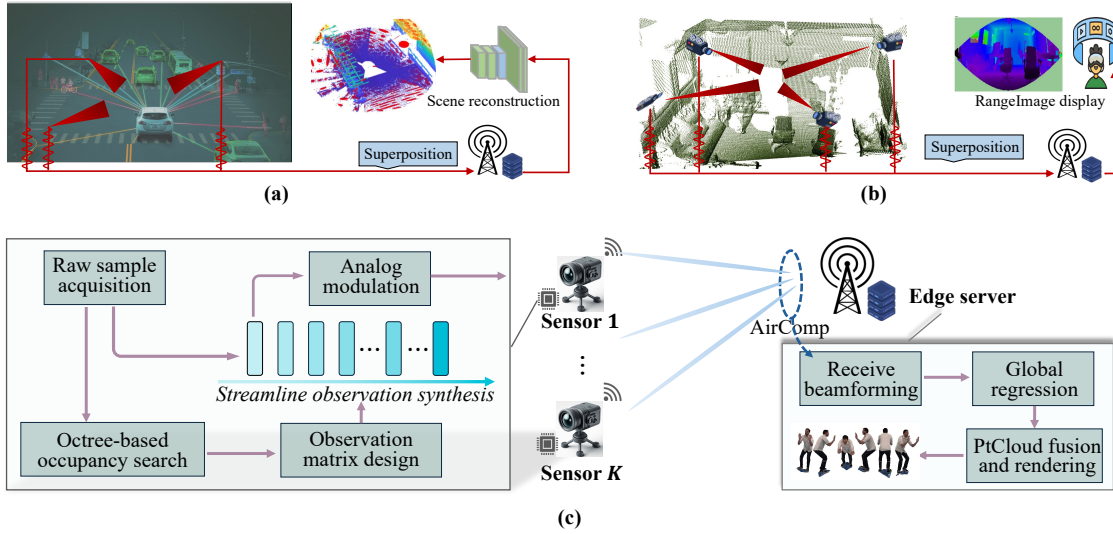 Scene reconstruction
Superposition
(a)
RangeImage display
Superposition
(b)
Raw sample
acquisition
Analog
modulation
Streamline observation synthesis
Octree-based
occupancy search
Observation
matrix design
Sensor 1
Sensor K
AirComp
Edge server
Receive
beamforming
Global
regression
PtCloud fusion
and rendering
(c)